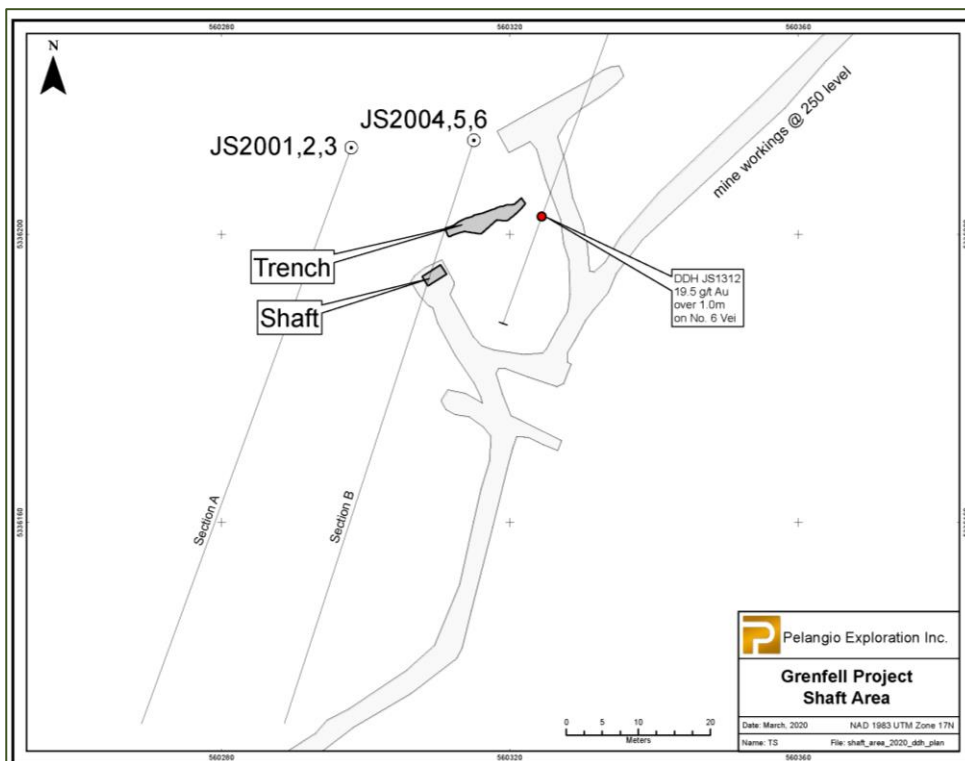 560280
560320
560360
N
JS2001,2,3
JS2004,5,6
mine workings @ 250 level
5336200
Trench
Shaft
DDH JS1312
19.5 g/t Au
over 1.0m
on No. 6 Vei
Section A
Section B
5336160
Pelangio Exploration Inc.
Grenfell Project
Shaft Area
0 5 10 20
Meters
Date: March, 2020 NAD 1983 UTM Zone 17N
Name: TS File: shaft_area_2020_ddh_plan
560280
560320
560360